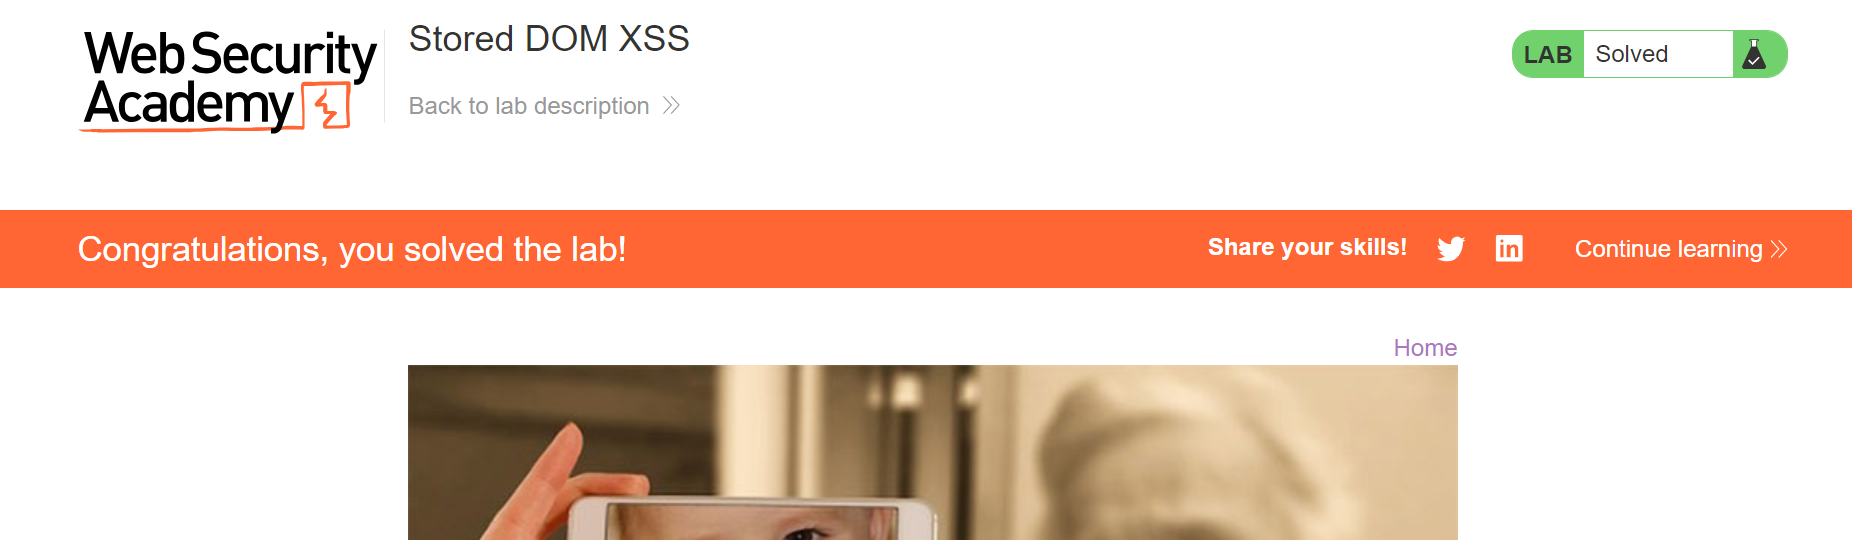 Web Security
Academy
Stored DOM XSS
Back to lab description
LAB Solved
Congratulations, you solved the lab!
Share your skills!
Continue learning
Home